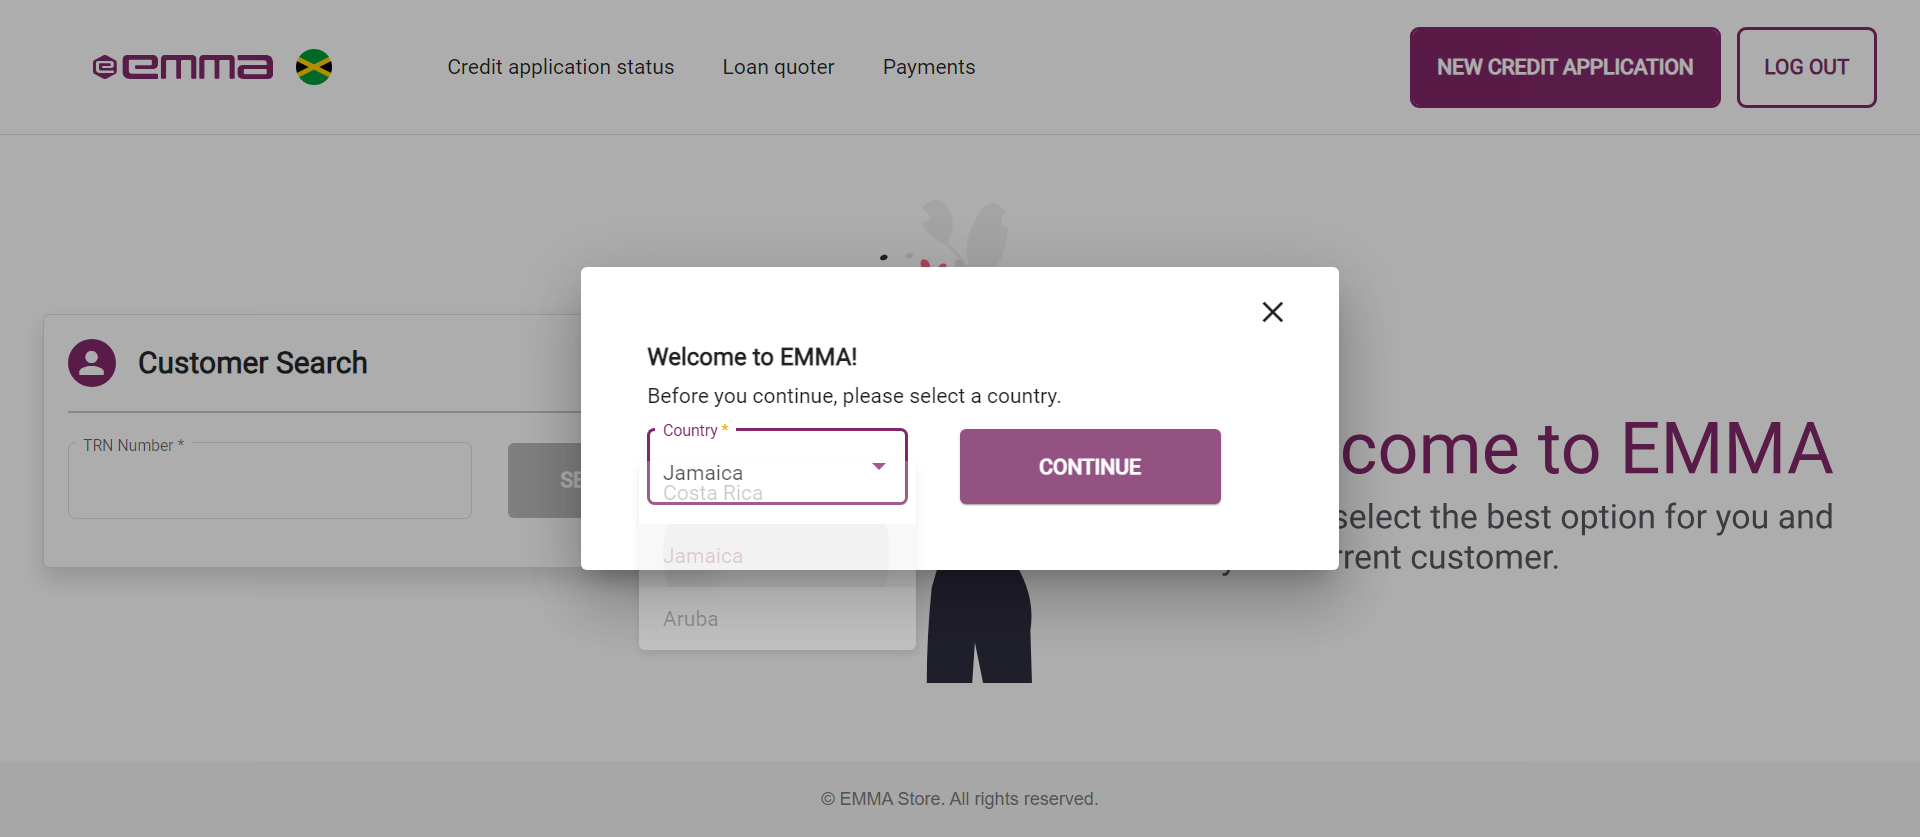 emma
Credit application status
Loan quoter
Payments
NEW CREDIT APPLICATION
LOG OUT
Customer Search
TRN Number *
Welcome to EMMA!
Before you continue, please select a country.
Country *
Jamaica
CONTINUE
Costa Rica
Jamaica
Aruba
come to EMMA
select the best option for you and
rrent customer.
© EMMA Store. All rights reserved.